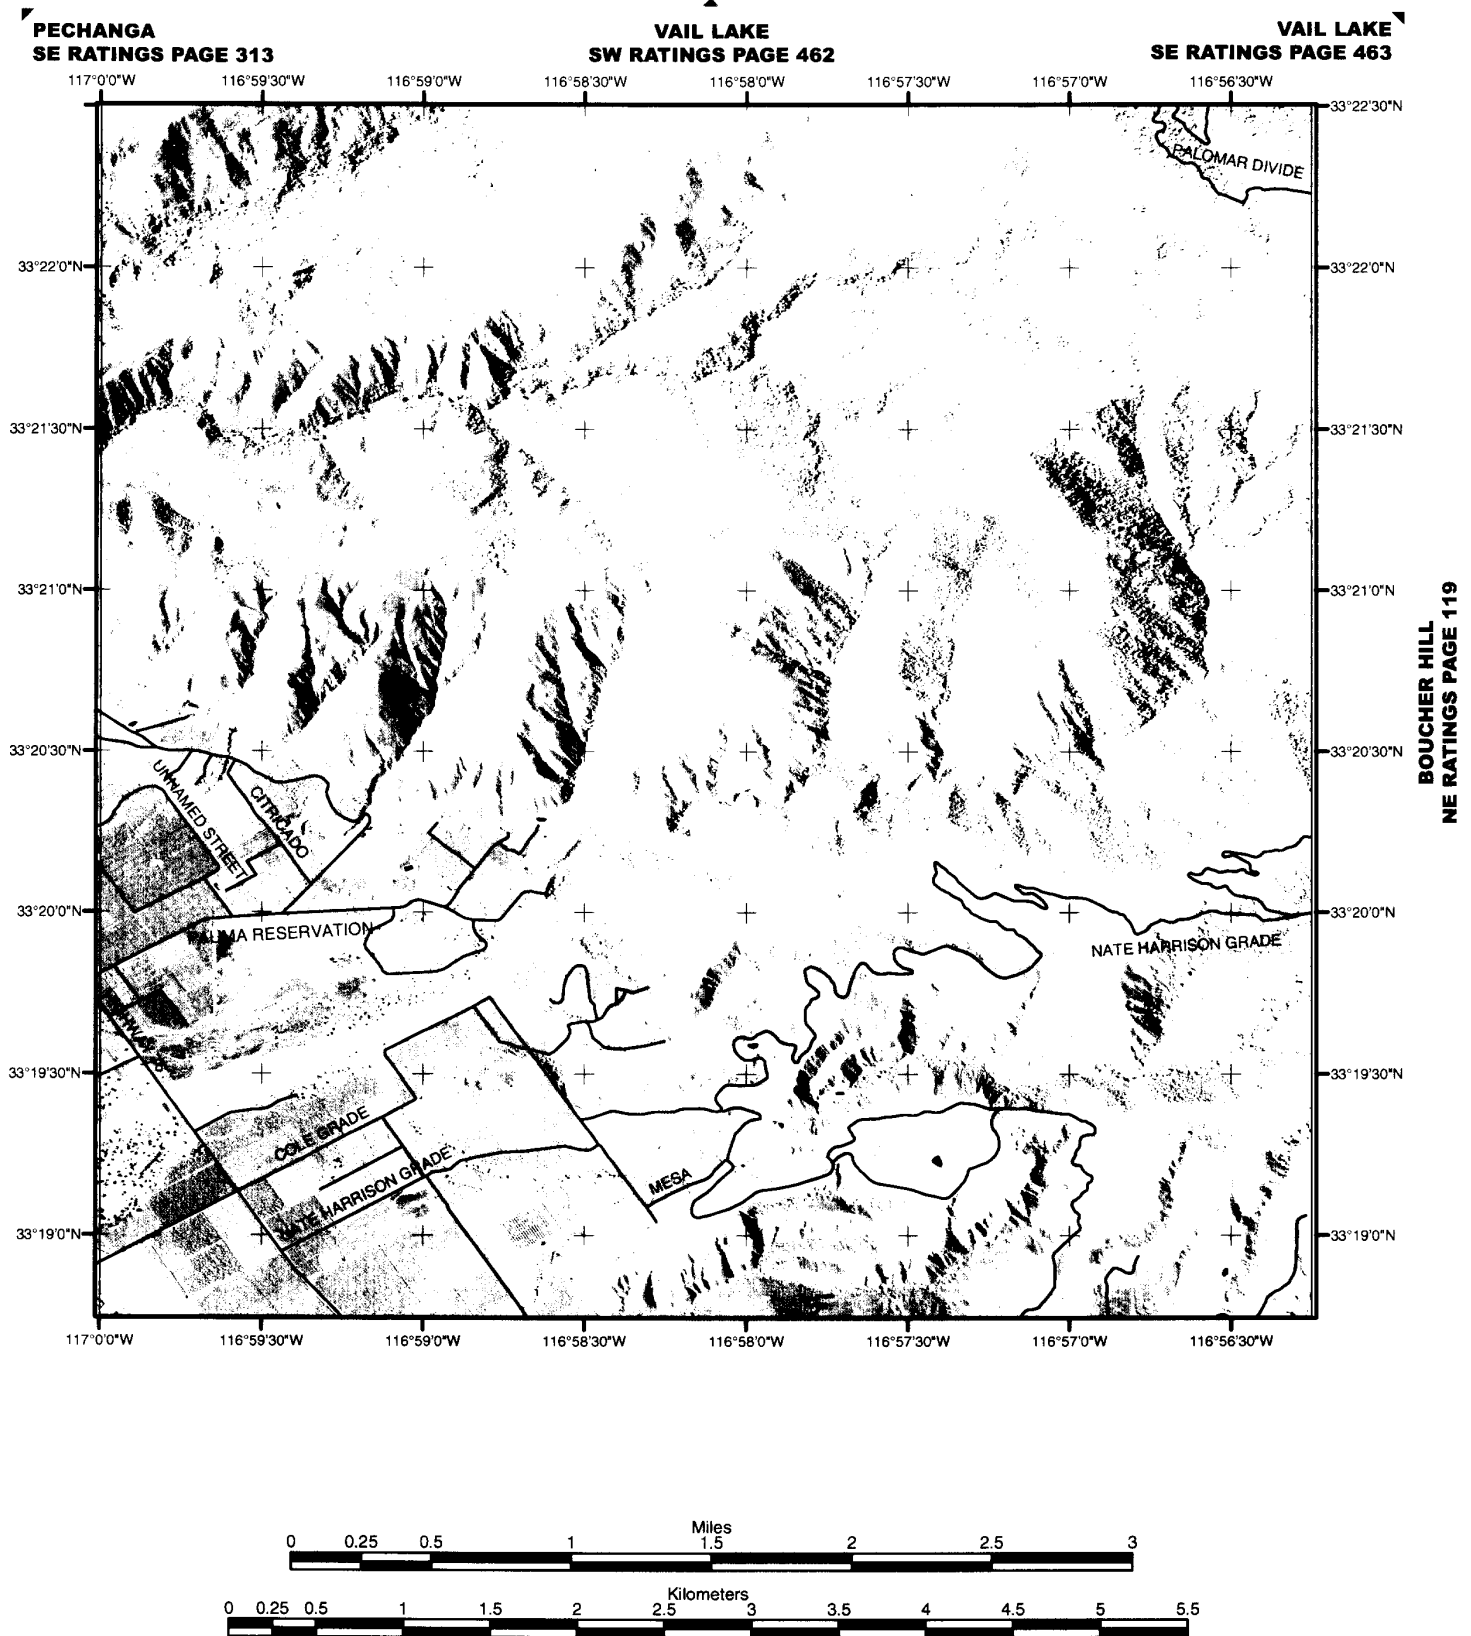 PECHANGA
SE RATINGS PAGE 313
VAIL LAKE
SW RATINGS PAGE 462
VAIL LAKE
SE RATINGS PAGE 463
117°0'0"W 116°59'30"W 116°59'0"W 116°58'30"W 116°58'0"W 116°57'30"W 116°57'0"W 116°56'30"W
33°22'30"N
PALOMAR DIVIDE
33°22'0"N 33°22'0"N
33°21'30"N 33°21'30"N
33°21'0"N 33°21'0"N
BOUCHER HILL
NE RATINGS PAGE 119
33°20'30"N 33°20'30"N
UNNAMED STREET
CITRICADO
33°20'0"N 33°20'0"N
RESERVATION
NATE HARRISON GRADE
33°19'30"N 33°19'30"N
COLE GRADE
NATE HARRISON GRADE
MESA
33°19'0"N 33°19'0"N
117°0'0"W 116°59'30"W 116°59'0"W 116°58'30"W 116°58'0"W 116°57'30"W 116°57'0"W 116°56'30"W
Miles
0 0.25 0.5 1 1.5 2 2.5 3
Kilometers
0 0.25 0.5 1 1.5 2 2.5 3 3.5 4 4.5 5 5.5